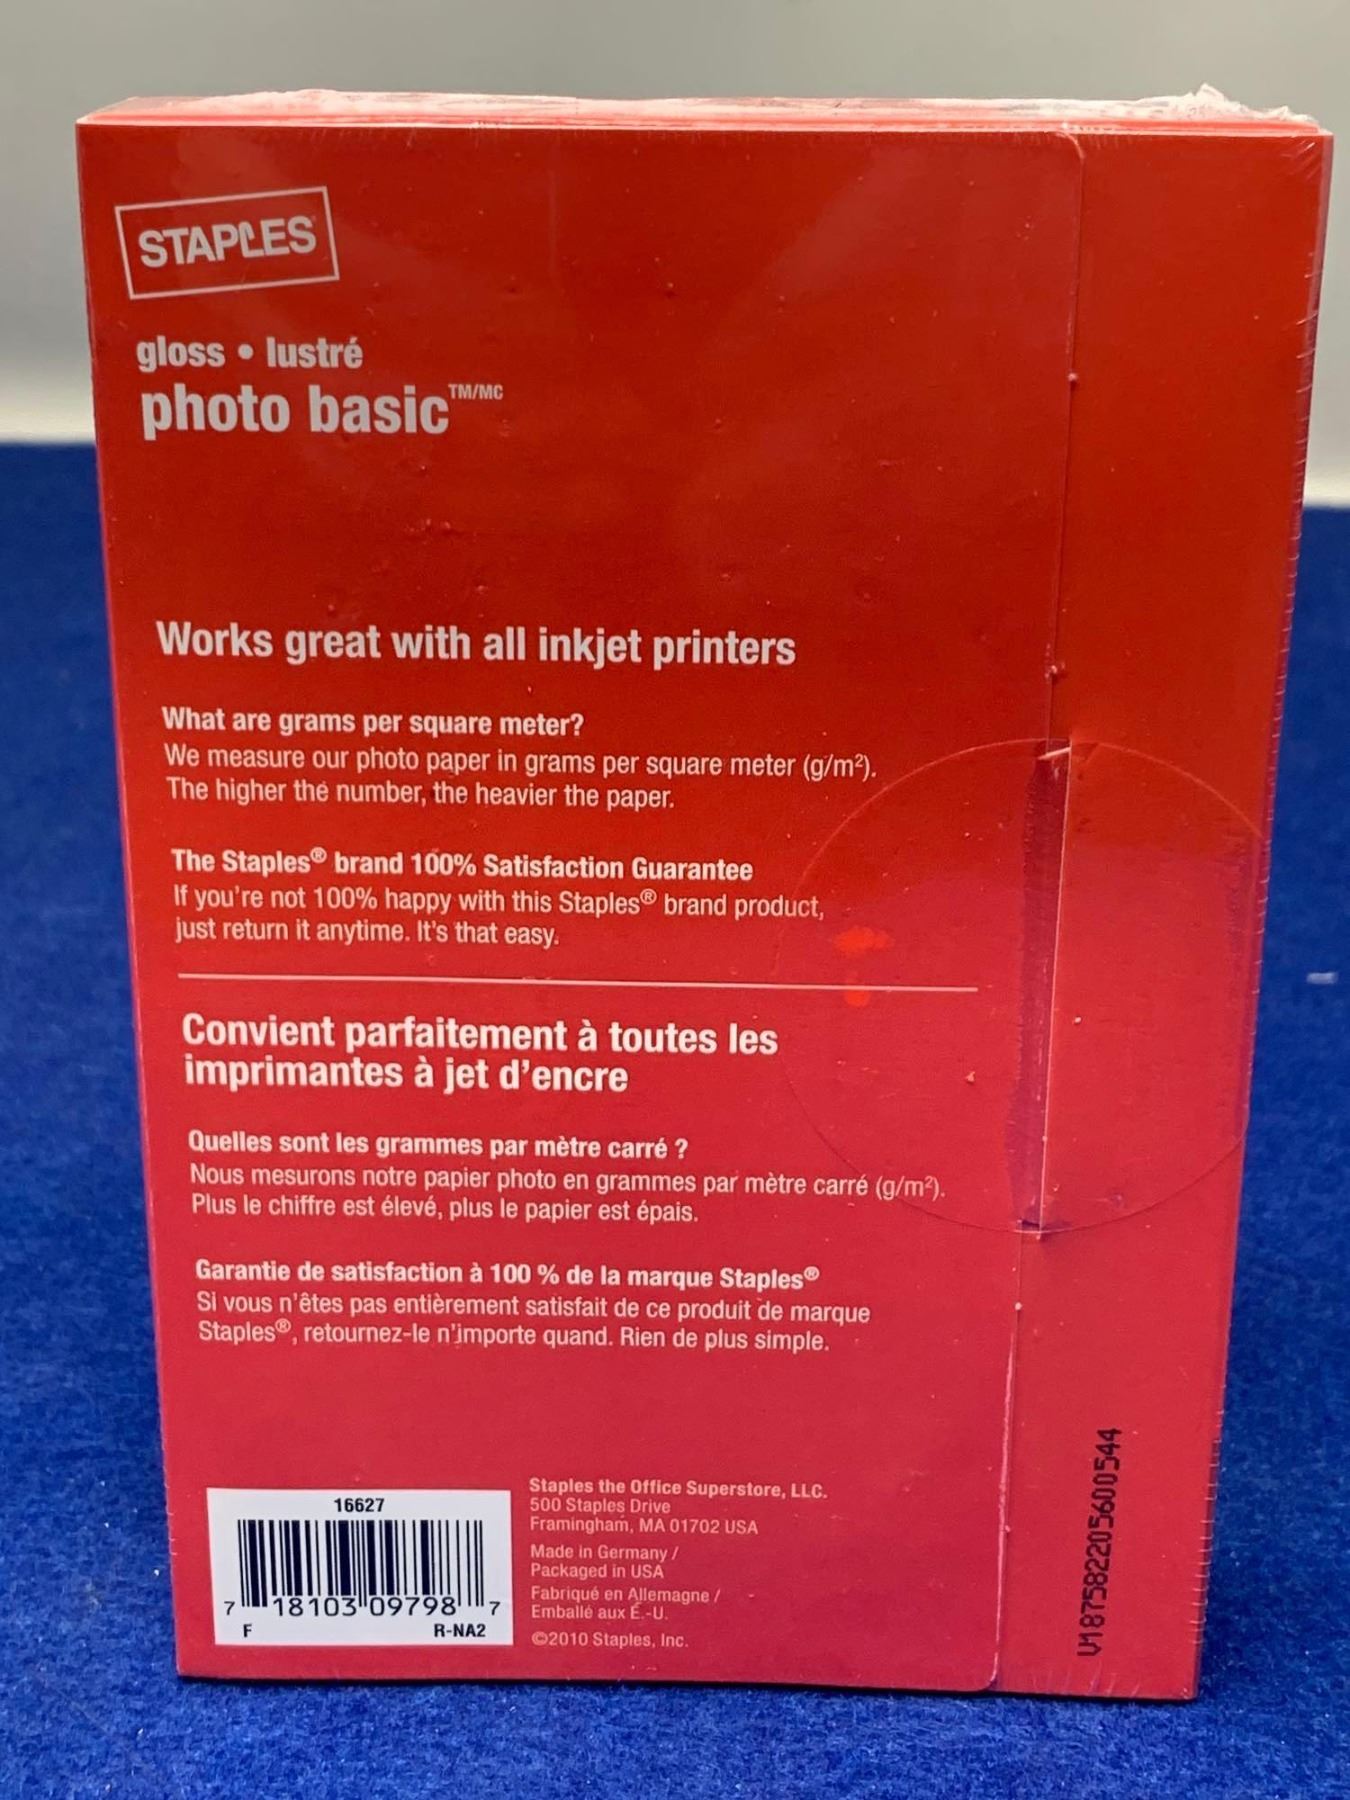 STAPLES
gloss • lustré
photo basic™/MC
Works great with all inkjet printers
What are grams per square meter?
We measure our photo paper in grams per square meter (g/m²).
The higher the number, the heavier the paper.
The Staples® brand 100% Satisfaction Guarantee
If you're not 100% happy with this Staples® brand product,
just return it anytime. It's that easy.
Convient parfaitement à toutes les
imprimantes à jet d'encre
Quelles sont les grammes par mètre carré ?
Nous mesurons notre papier photo en grammes par mètre carré (g/m²).
Plus le chiffre est élevé, plus le papier est épais.
Garantie de satisfaction à 100 % de la marque Staples®
Si vous n'êtes pas entièrement satisfait de ce produit de marque
Staples®, retournez-le n'importe quand. Rien de plus simple.
16627
7 18103 09798 7
F R-NA2
Staples the Office Superstore, LLC.
500 Staples Drive
Framingham, MA 01702 USA
Made in Germany /
Packaged in USA
Fabriqué en Allemagne /
Emballé aux É.-U.
©2010 Staples, Inc.
V187582205600544